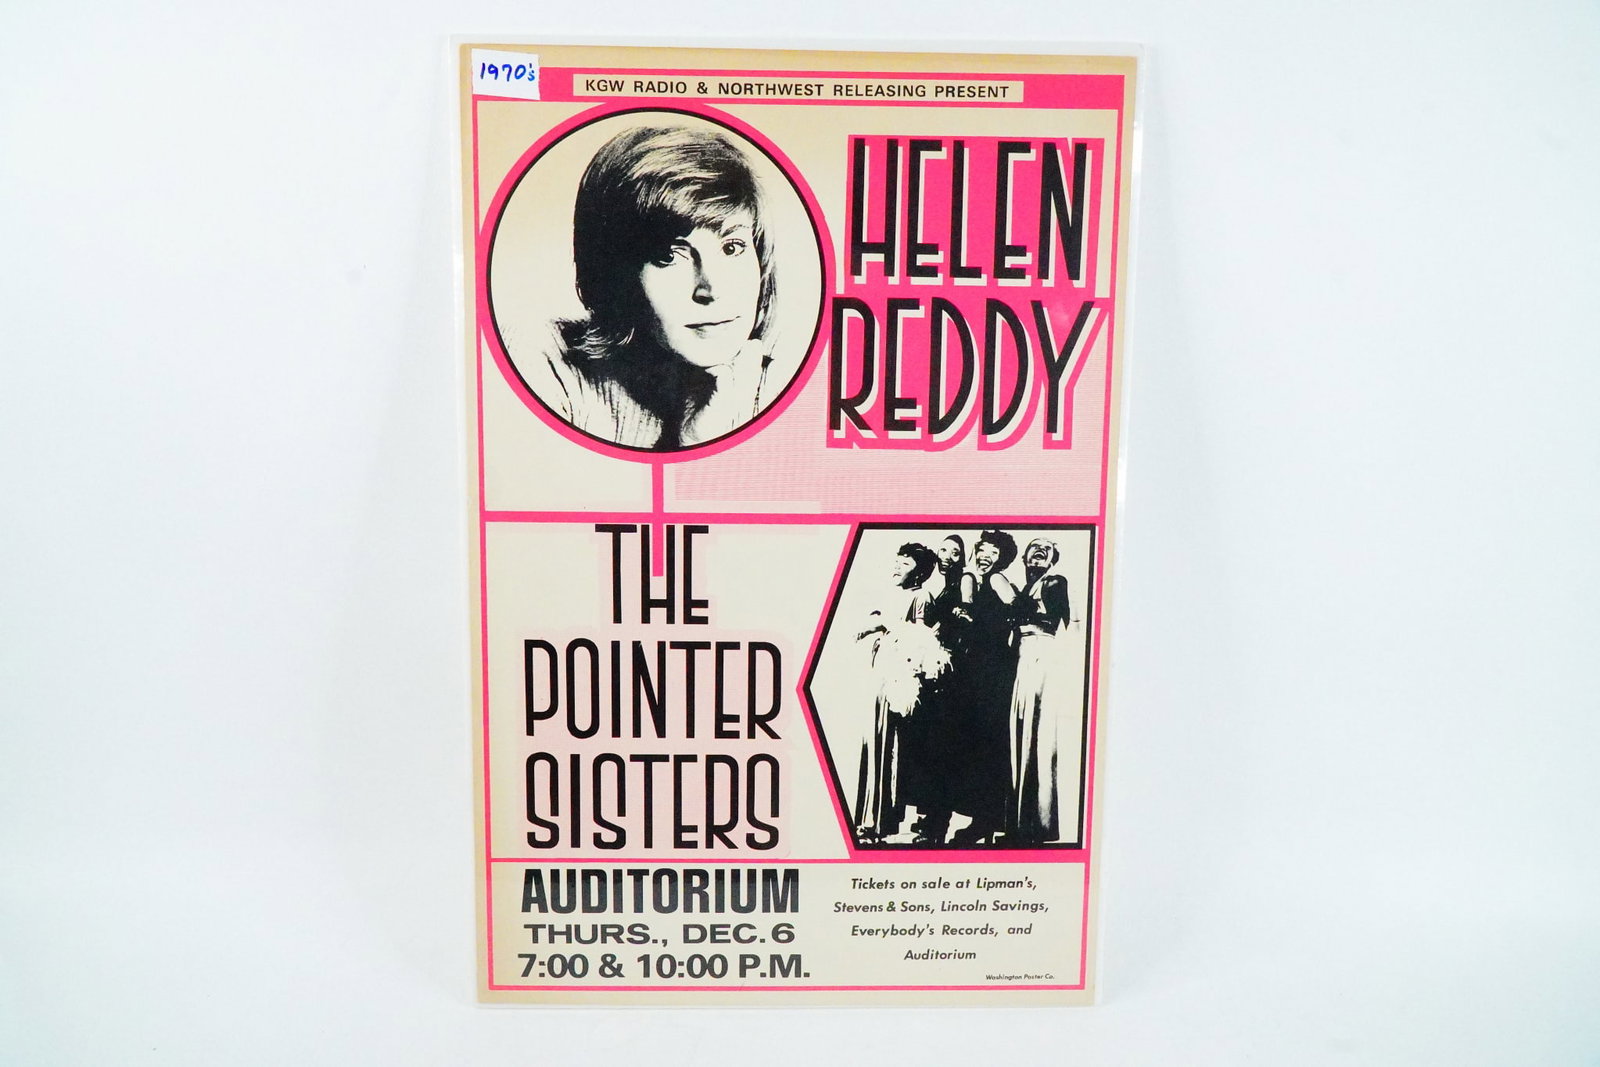 1970's
KGW RADIO & NORTHWEST RELEASING PRESENT
HELEN
REDDY
THE
POINTER
SISTERS
AUDITORIUM
THURS., DEC. 6
7:00 & 10:00 P.M.
Tickets on sale at Lipman's,
Stevens & Sons, Lincoln Savings,
Everybody's Records, and
Auditorium
Washington Poster Co.